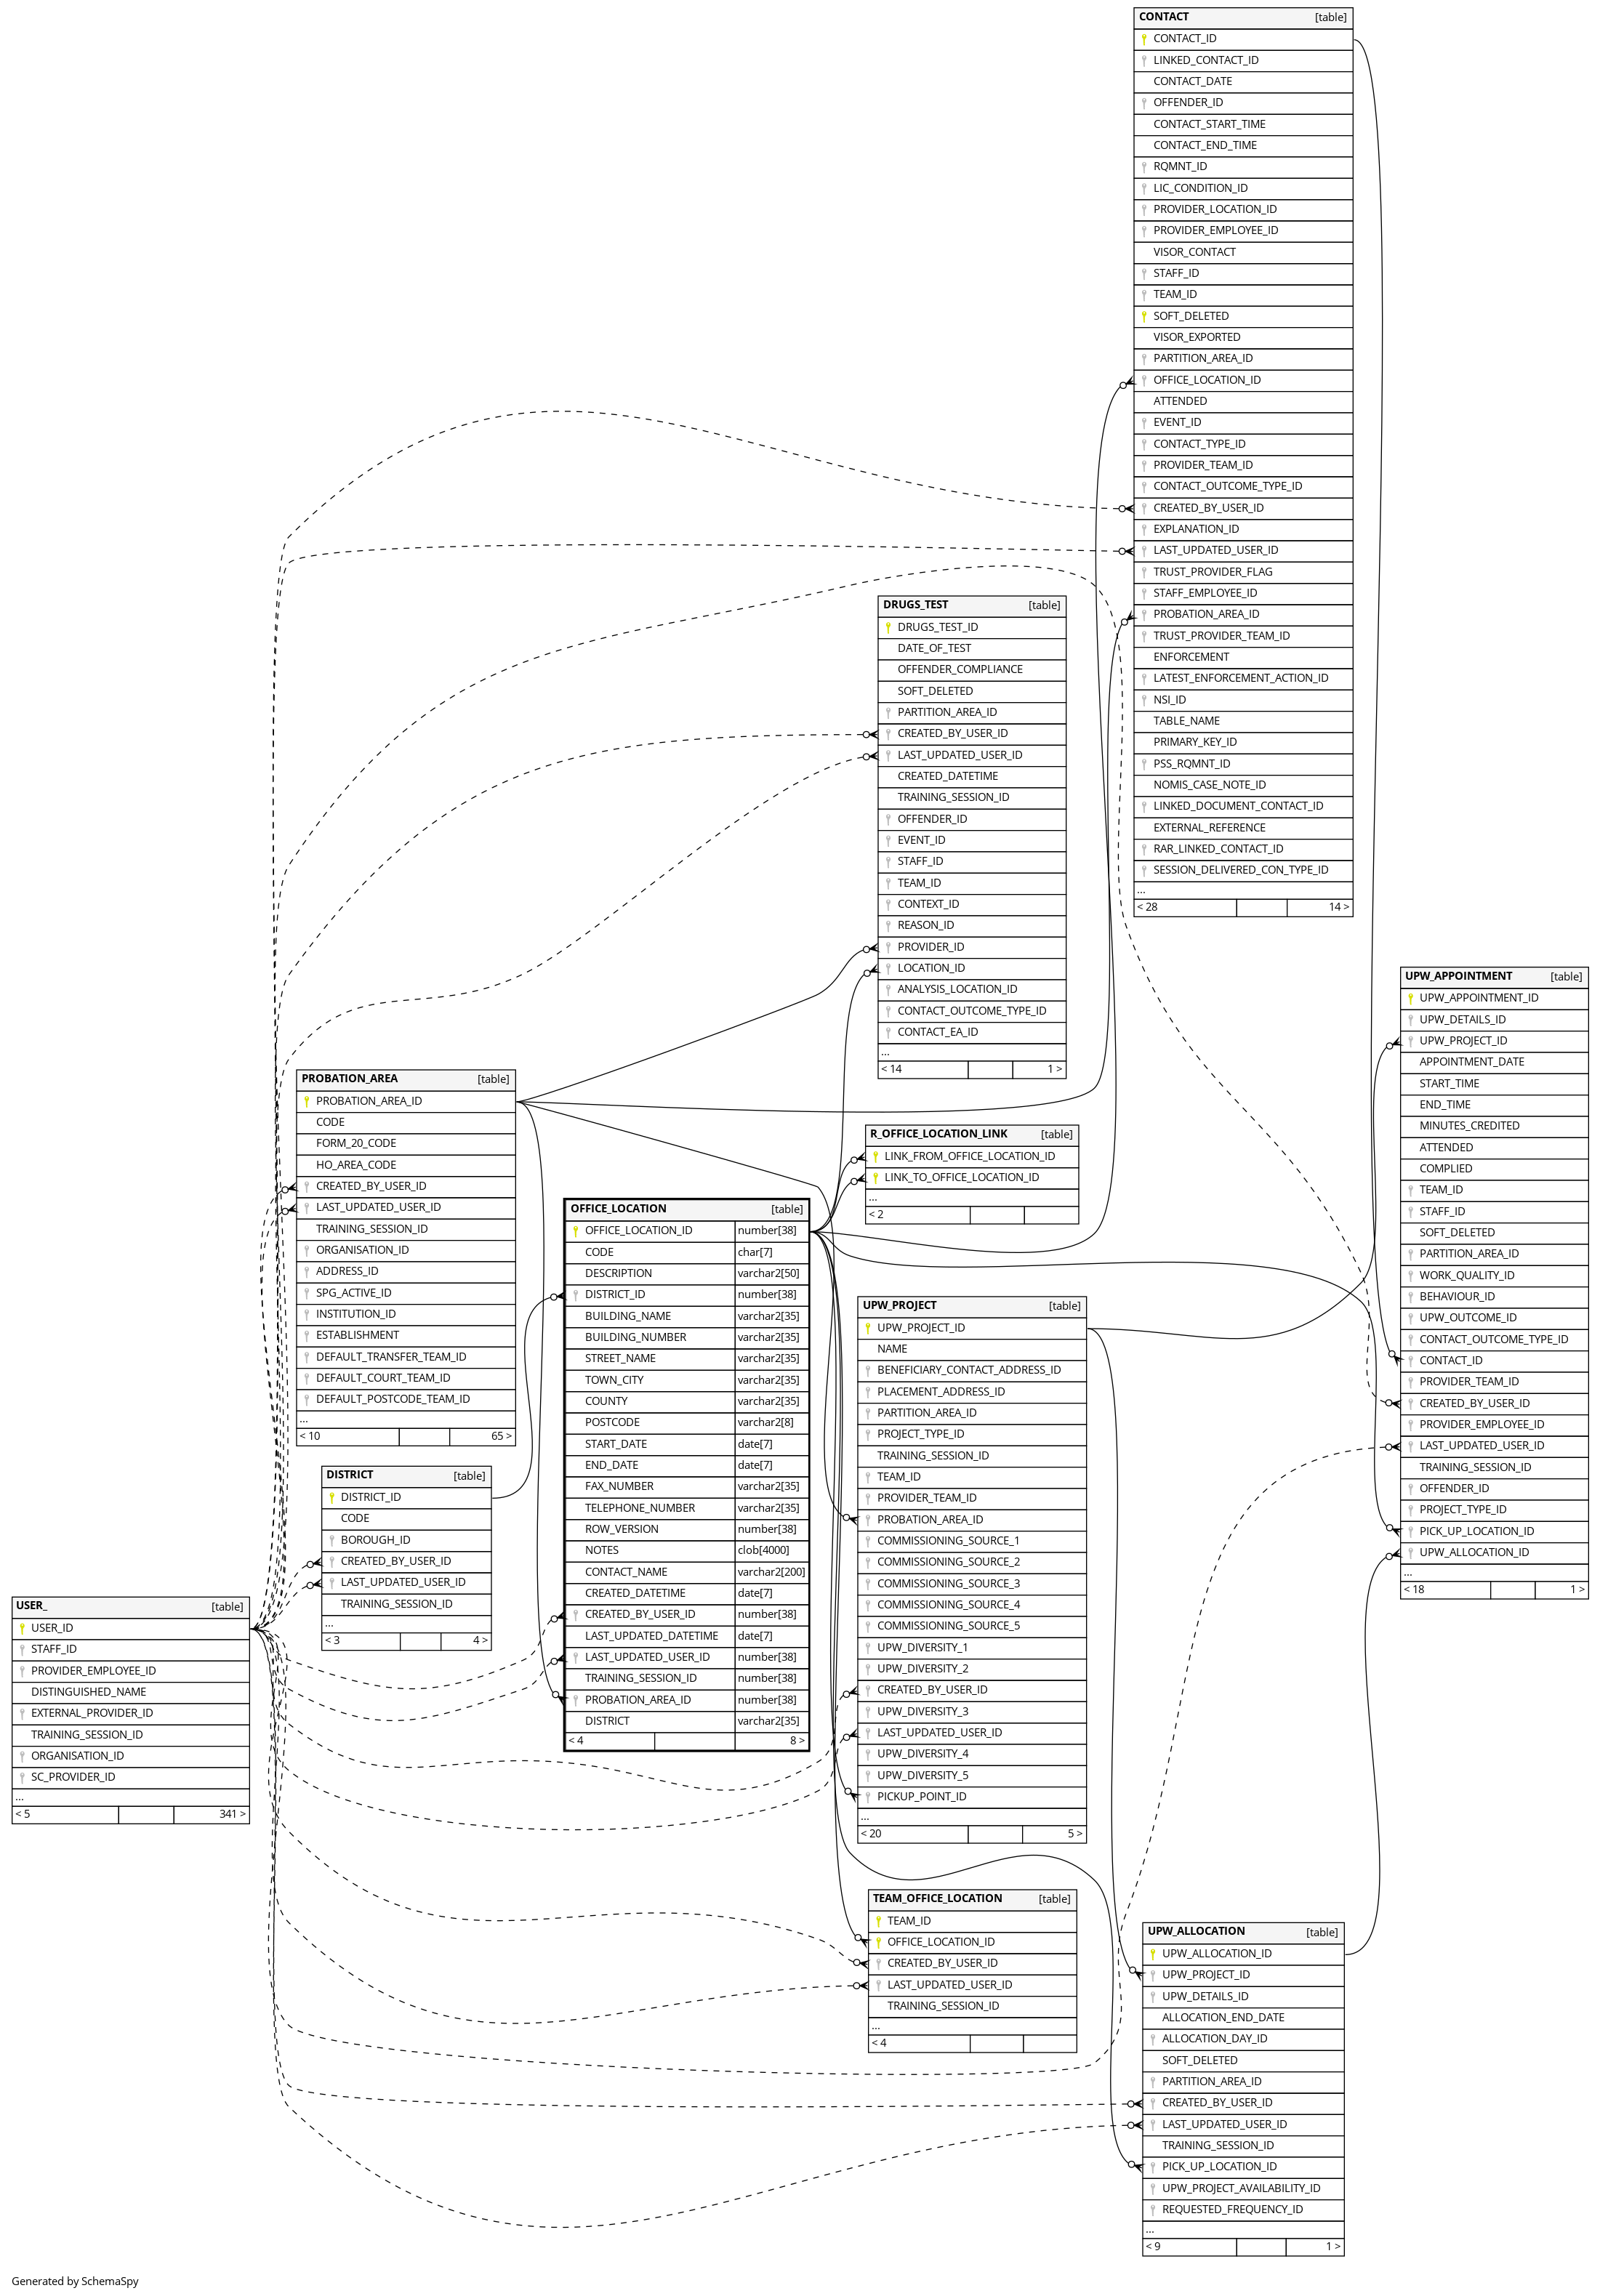 CONTACT [table]
CONTACT_ID
LINKED_CONTACT_ID
CONTACT_DATE
OFFENDER_ID
CONTACT_START_TIME
CONTACT_END_TIME
RQMNT_ID
LIC_CONDITION_ID
PROVIDER_LOCATION_ID
PROVIDER_EMPLOYEE_ID
VISOR_CONTACT
STAFF_ID
TEAM_ID
SOFT_DELETED
VISOR_EXPORTED
PARTITION_AREA_ID
OFFICE_LOCATION_ID
ATTENDED
EVENT_ID
CONTACT_TYPE_ID
PROVIDER_TEAM_ID
CONTACT_OUTCOME_TYPE_ID
CREATED_BY_USER_ID
EXPLANATION_ID
LAST_UPDATED_USER_ID
TRUST_PROVIDER_FLAG
STAFF_EMPLOYEE_ID
PROBATION_AREA_ID
TRUST_PROVIDER_TEAM_ID
ENFORCEMENT
LATEST_ENFORCEMENT_ACTION_ID
NSI_ID
TABLE_NAME
PRIMARY_KEY_ID
PSS_RQMNT_ID
NOMIS_CASE_NOTE_ID
LINKED_DOCUMENT_CONTACT_ID
EXTERNAL_REFERENCE
RAR_LINKED_CONTACT_ID
SESSION_DELIVERED_CON_TYPE_ID
...
< 28 14 >
DRUGS_TEST [table]
DRUGS_TEST_ID
DATE_OF_TEST
OFFENDER_COMPLIANCE
SOFT_DELETED
PARTITION_AREA_ID
CREATED_BY_USER_ID
LAST_UPDATED_USER_ID
CREATED_DATETIME
TRAINING_SESSION_ID
OFFENDER_ID
EVENT_ID
STAFF_ID
TEAM_ID
CONTEXT_ID
REASON_ID
PROVIDER_ID
LOCATION_ID
ANALYSIS_LOCATION_ID
CONTACT_OUTCOME_TYPE_ID
CONTACT_EA_ID
...
< 14 1 >
UPW_APPOINTMENT [table]
UPW_APPOINTMENT_ID
UPW_DETAILS_ID
UPW_PROJECT_ID
APPOINTMENT_DATE
START_TIME
END_TIME
MINUTES_CREDITED
ATTENDED
COMPLIED
TEAM_ID
STAFF_ID
SOFT_DELETED
PARTITION_AREA_ID
WORK_QUALITY_ID
BEHAVIOUR_ID
UPW_OUTCOME_ID
CONTACT_OUTCOME_TYPE_ID
CONTACT_ID
PROVIDER_TEAM_ID
CREATED_BY_USER_ID
PROVIDER_EMPLOYEE_ID
LAST_UPDATED_USER_ID
TRAINING_SESSION_ID
OFFENDER_ID
PROJECT_TYPE_ID
PICK_UP_LOCATION_ID
UPW_ALLOCATION_ID
...
< 18 1 >
PROBATION_AREA [table]
PROBATION_AREA_ID
CODE
FORM_20_CODE
HO_AREA_CODE
CREATED_BY_USER_ID
LAST_UPDATED_USER_ID
TRAINING_SESSION_ID
ORGANISATION_ID
ADDRESS_ID
SPG_ACTIVE_ID
INSTITUTION_ID
ESTABLISHMENT
DEFAULT_TRANSFER_TEAM_ID
DEFAULT_COURT_TEAM_ID
DEFAULT_POSTCODE_TEAM_ID
...
< 10 65 >
R_OFFICE_LOCATION_LINK [table]
LINK_FROM_OFFICE_LOCATION_ID
LINK_TO_OFFICE_LOCATION_ID
...
< 2
OFFICE_LOCATION [table]
OFFICE_LOCATION_ID number[38]
CODE char[7]
DESCRIPTION varchar2[50]
DISTRICT_ID number[38]
BUILDING_NAME varchar2[35]
BUILDING_NUMBER varchar2[35]
STREET_NAME varchar2[35]
TOWN_CITY varchar2[35]
COUNTY varchar2[35]
POSTCODE varchar2[8]
START_DATE date[7]
END_DATE date[7]
FAX_NUMBER varchar2[35]
TELEPHONE_NUMBER varchar2[35]
ROW_VERSION number[38]
NOTES clob[4000]
CONTACT_NAME varchar2[200]
CREATED_DATETIME date[7]
CREATED_BY_USER_ID number[38]
LAST_UPDATED_DATETIME date[7]
LAST_UPDATED_USER_ID number[38]
TRAINING_SESSION_ID number[38]
PROBATION_AREA_ID number[38]
DISTRICT varchar2[35]
< 4 8 >
UPW_PROJECT [table]
UPW_PROJECT_ID
NAME
BENEFICIARY_CONTACT_ADDRESS_ID
PLACEMENT_ADDRESS_ID
PARTITION_AREA_ID
PROJECT_TYPE_ID
TRAINING_SESSION_ID
TEAM_ID
PROVIDER_TEAM_ID
PROBATION_AREA_ID
COMMISSIONING_SOURCE_1
COMMISSIONING_SOURCE_2
COMMISSIONING_SOURCE_3
COMMISSIONING_SOURCE_4
COMMISSIONING_SOURCE_5
UPW_DIVERSITY_1
UPW_DIVERSITY_2
CREATED_BY_USER_ID
UPW_DIVERSITY_3
LAST_UPDATED_USER_ID
UPW_DIVERSITY_4
UPW_DIVERSITY_5
PICKUP_POINT_ID
...
< 20 5 >
DISTRICT [table]
DISTRICT_ID
CODE
BOROUGH_ID
CREATED_BY_USER_ID
LAST_UPDATED_USER_ID
TRAINING_SESSION_ID
...
< 3 4 >
USER_ [table]
USER_ID
STAFF_ID
PROVIDER_EMPLOYEE_ID
DISTINGUISHED_NAME
EXTERNAL_PROVIDER_ID
TRAINING_SESSION_ID
ORGANISATION_ID
SC_PROVIDER_ID
...
< 5 341 >
TEAM_OFFICE_LOCATION [table]
TEAM_ID
OFFICE_LOCATION_ID
CREATED_BY_USER_ID
LAST_UPDATED_USER_ID
TRAINING_SESSION_ID
...
< 4
UPW_ALLOCATION [table]
UPW_ALLOCATION_ID
UPW_PROJECT_ID
UPW_DETAILS_ID
ALLOCATION_END_DATE
ALLOCATION_DAY_ID
SOFT_DELETED
PARTITION_AREA_ID
CREATED_BY_USER_ID
LAST_UPDATED_USER_ID
TRAINING_SESSION_ID
PICK_UP_LOCATION_ID
UPW_PROJECT_AVAILABILITY_ID
REQUESTED_FREQUENCY_ID
...
< 9 1 >
Generated by SchemaSpy